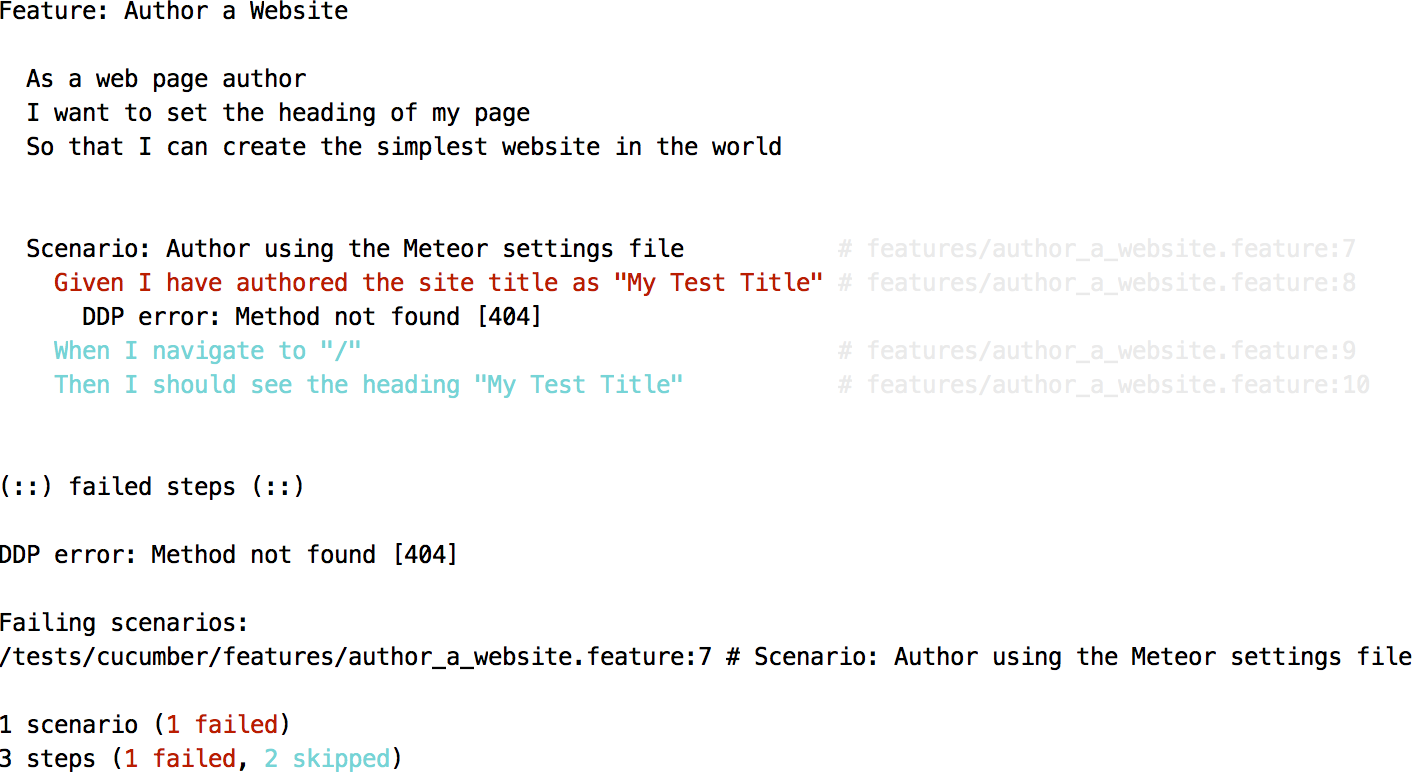 Feature: Author a Website
As a web page author
I want to set the heading of my page
So that I can create the simplest website in the world
Scenario: Author using the Meteor settings file # features/author_a_website.feature:7
Given I have authored the site title as "My Test Title" # features/author_a_website.feature:8
DDP error: Method not found [404]
When I navigate to "/" # features/author_a_website.feature:9
Then I should see the heading "My Test Title" # features/author_a_website.feature:10
(::) failed steps (::)
DDP error: Method not found [404]
Failing scenarios:
/tests/cucumber/features/author_a_website.feature:7 # Scenario: Author using the Meteor settings file
1 scenario (1 failed)
3 steps (1 failed, 2 skipped)